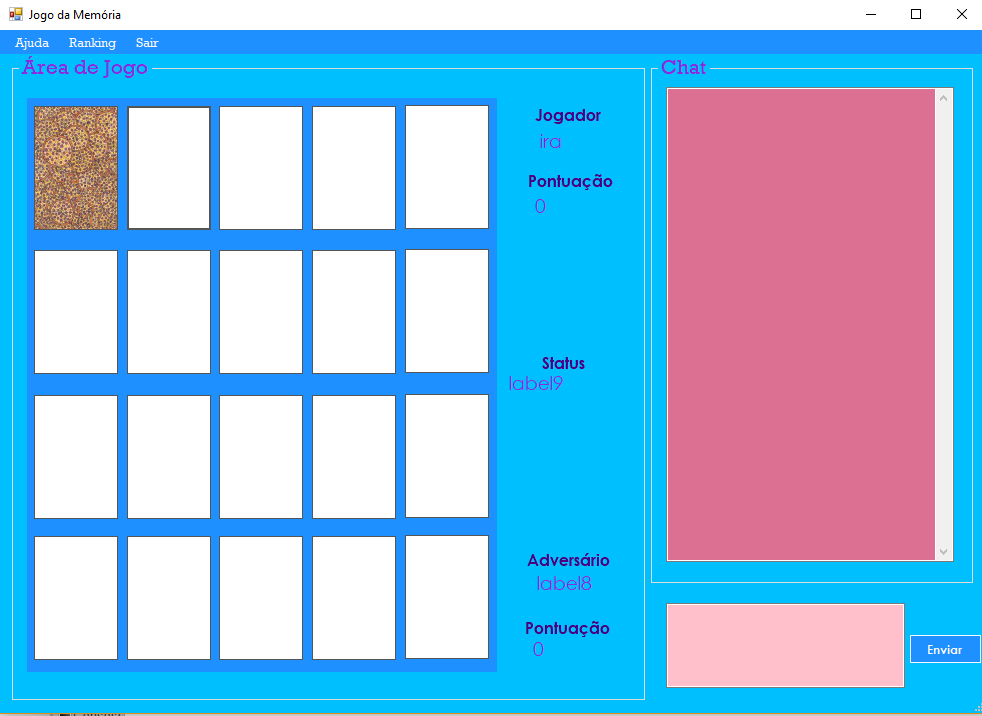 Jogo da Memória
Ajuda Ranking Sair
Área de Jogo
Jogador
ira
Pontuação
0
Status
label9
Adversário
label8
Pontuação
0
Chat
Enviar